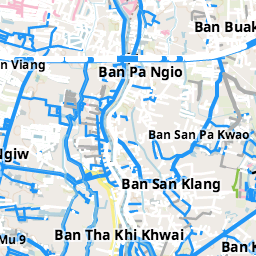 Ban Buak
n Viang
Ban Pa Ngio
Ban San Pa Kwao
Ngiw
Ban San Klang
Ban Tha Khi Khwai
Mu 9
Ban K